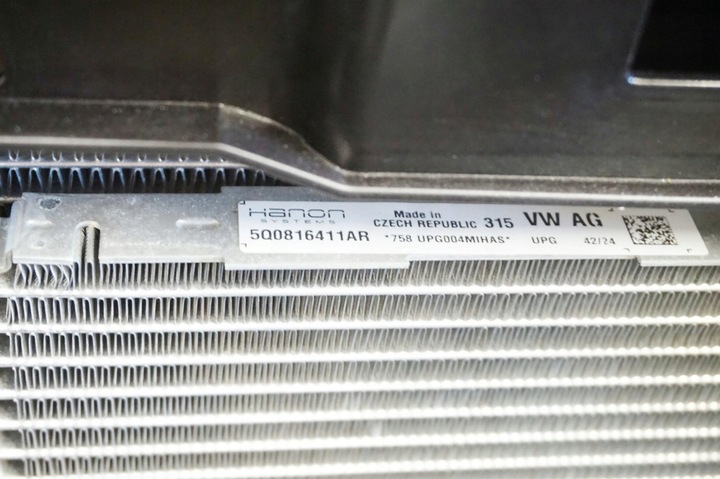 Hanon Made in 315 VW AG
SYSTEMS CZECH REPUBLIC
5Q0816411AR *758 UPG004MIHAS* UPG 42/24